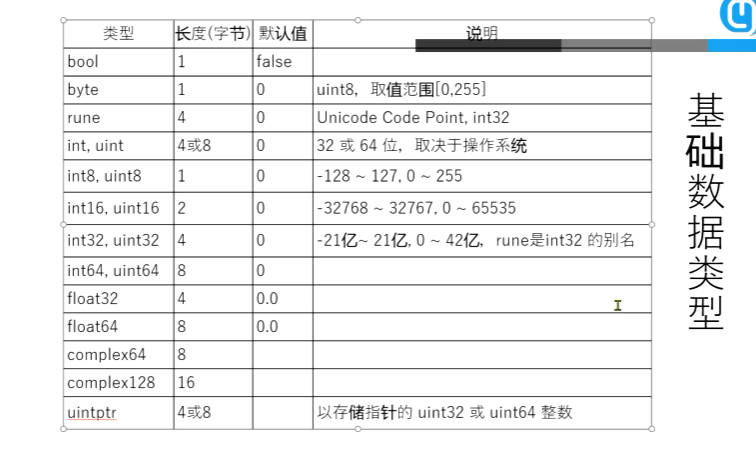 类型 长度(字节) 默认值 说明
bool 1 false
byte 1 0 uint8，取值范围[0,255]
rune 4 0 Unicode Code Point, int32
int, uint 4或8 0 32 或 64 位，取决于操作系统
int8, uint8 1 0 -128 ~ 127, 0 ~ 255
int16, uint16 2 0 -32768 ~ 32767, 0 ~ 65535
int32, uint32 4 0 -21亿~ 21亿, 0 ~ 42亿，rune是int32 的别名
int64, uint64 8 0
float32 4 0.0
float64 8 0.0
complex64 8
complex128 16
uintptr 4或8 以存储指针的 uint32 或 uint64 整数
基础数据类型